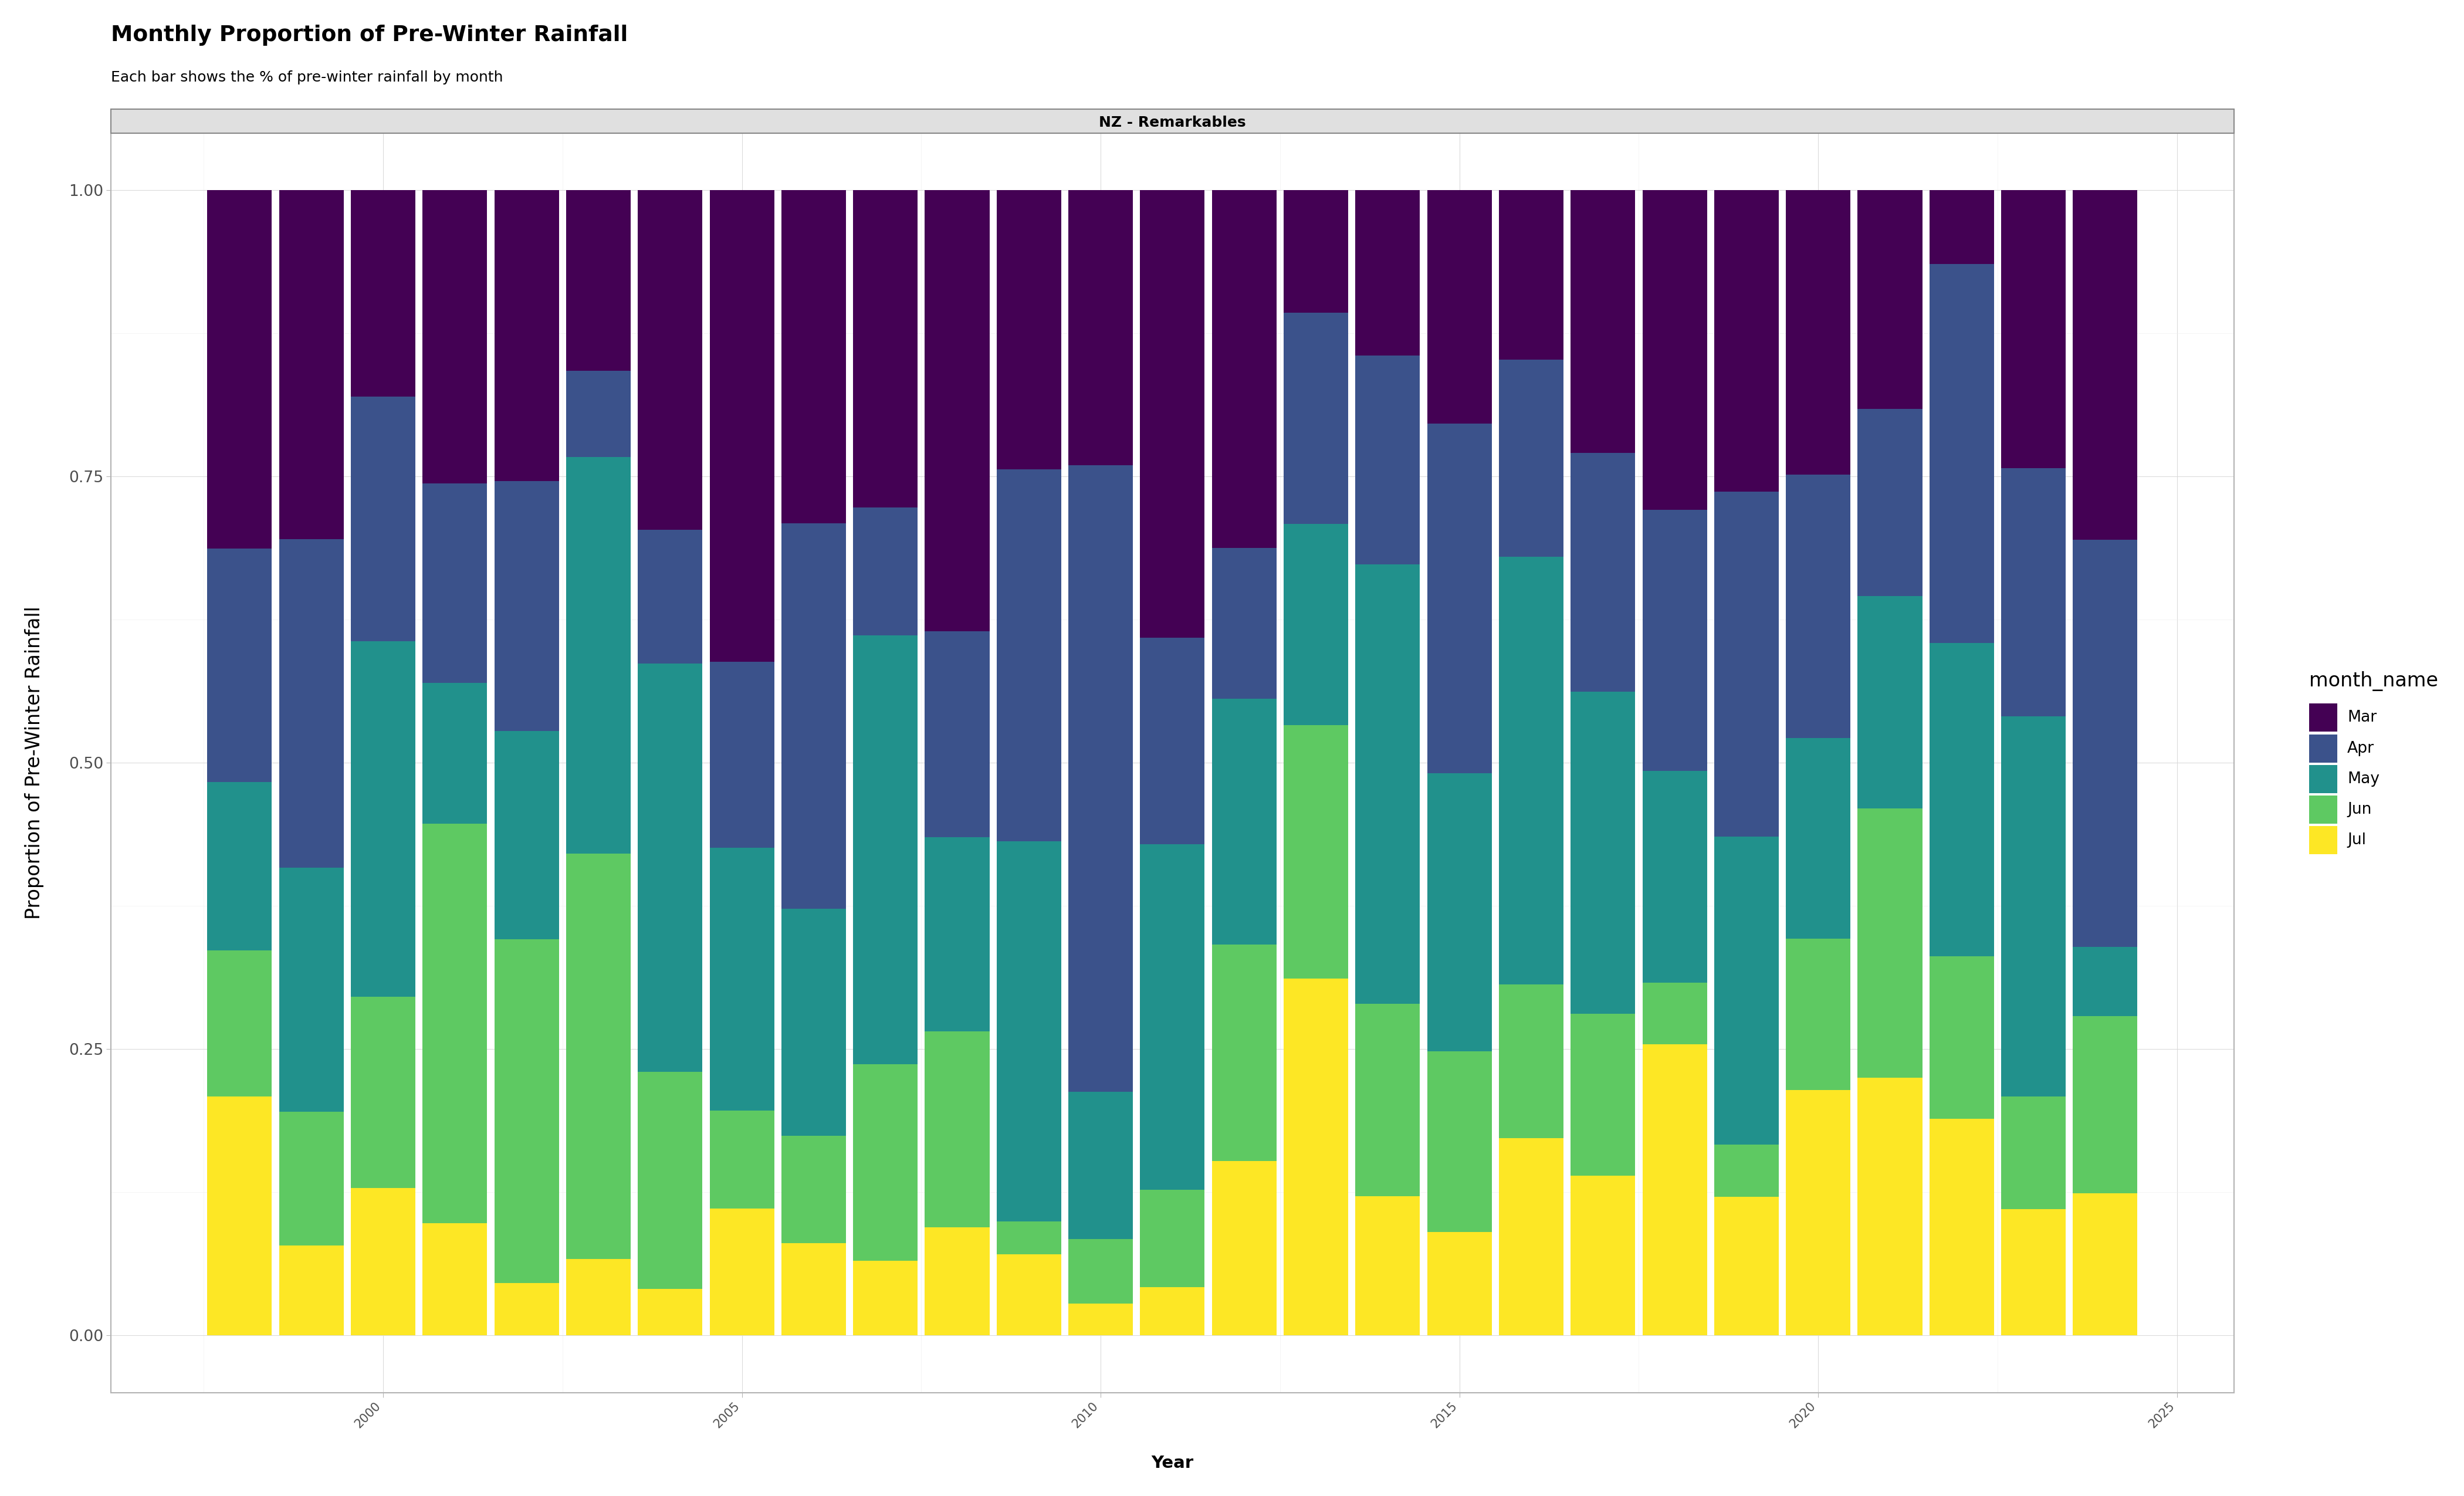 Monthly Proportion of Pre-Winter Rainfall
Each bar shows the % of pre-winter rainfall by month
NZ - Remarkables
Proportion of Pre-Winter Rainfall
1.00
0.75
0.50
0.25
0.00
2000
2005
2010
2015
2020
2025
Year
month_name
Mar
Apr
May
Jun
Jul